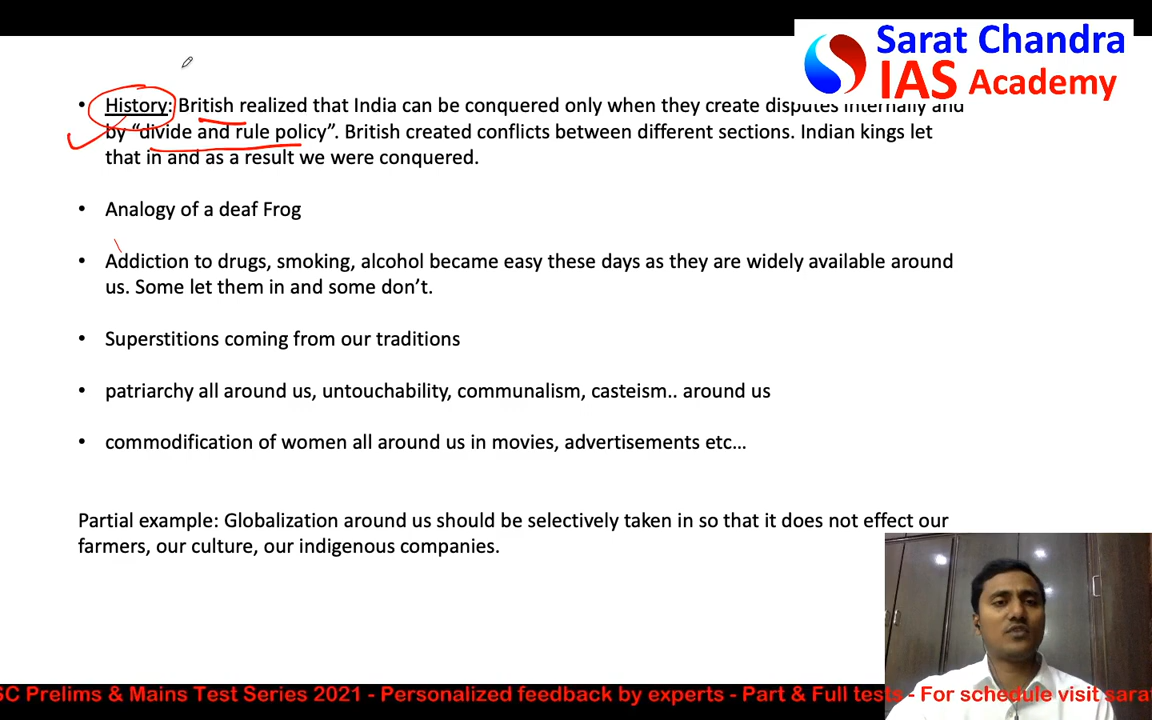 Sarat Chandra
IAS Academy
• History: British realized that India can be conquered only when they create disputes internally and
by “divide and rule policy”. British created conflicts between different sections. Indian kings let
that in and as a result we were conquered.
• Analogy of a deaf Frog
• Addiction to drugs, smoking, alcohol became easy these days as they are widely available around
us. Some let them in and some don’t.
• Superstitions coming from our traditions
• patriarchy all around us, untouchability, communalism, casteism.. around us
• commodification of women all around us in movies, advertisements etc…
Partial example: Globalization around us should be selectively taken in so that it does not effect our
farmers, our culture, our indigenous companies.
SC Prelims & Mains Test Series 2021 - Personalized feedback by experts - Part & Full tests - For schedule visit sara